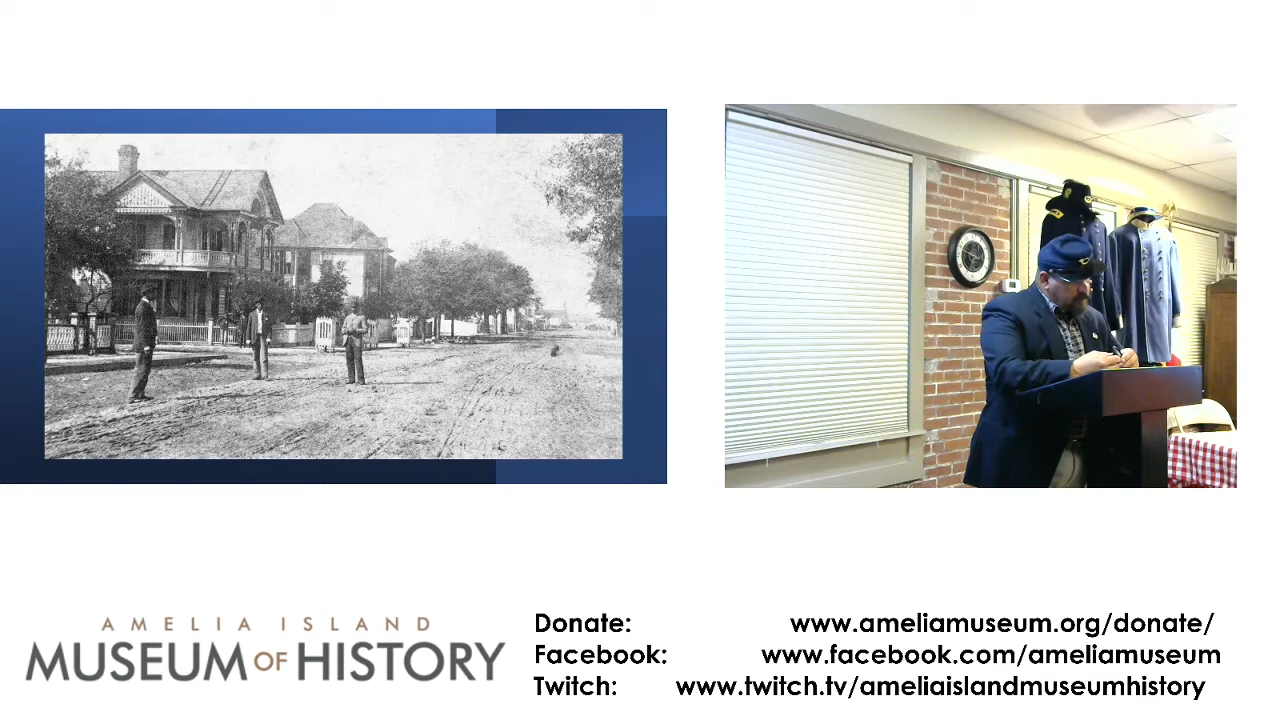 AMELIA ISLAND
MUSEUM OF HISTORY
Donate: www.ameliamuseum.org/donate/
Facebook: www.facebook.com/ameliamuseum
Twitch: www.twitch.tv/ameliaislandmuseumhistory